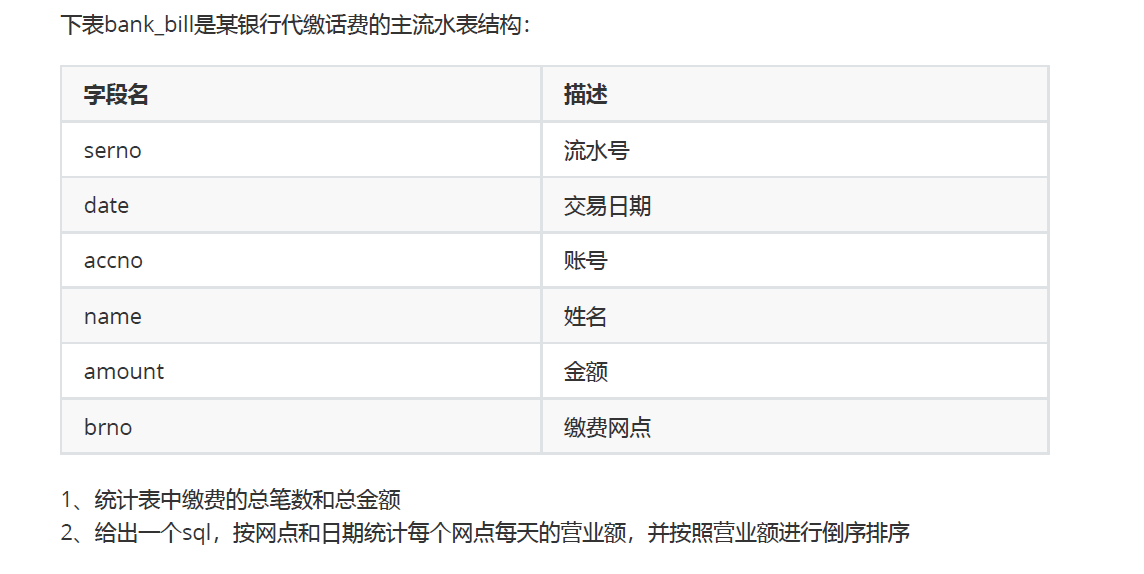 下表bank_bill是某银行代缴话费的主流水表结构：
字段名 描述
serno 流水号
date 交易日期
accno 账号
name 姓名
amount 金额
brno 缴费网点
1、统计表中缴费的总笔数和总金额
2、给出一个sql，按网点和日期统计每个网点每天的营业额，并按照营业额进行倒序排序